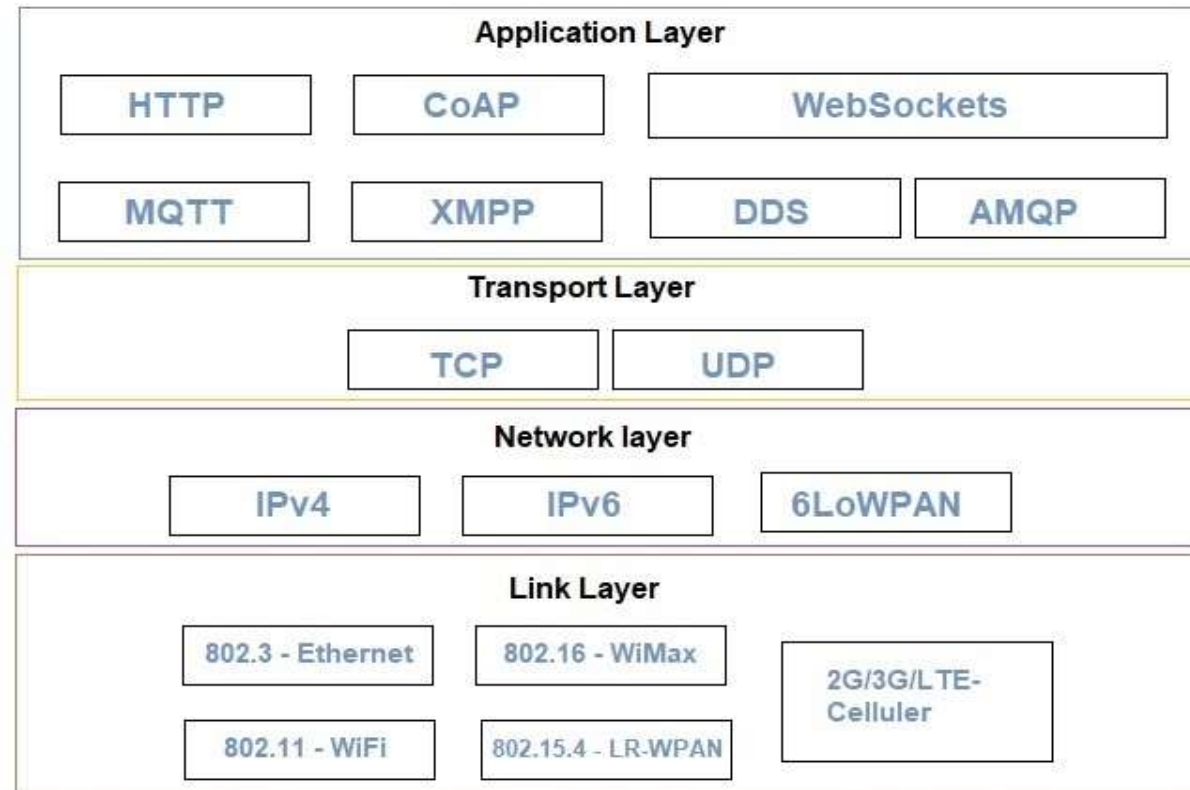 Application Layer
HTTP
CoAP
WebSockets
MQTT
XMPP
DDS
AMQP
Transport Layer
TCP
UDP
Network layer
IPv4
IPv6
6LoWPAN
Link Layer
802.3 - Ethernet
802.16 - WiMax
2G/3G/LTE-
Celluler
802.11 - WiFi
802.15.4 - LR-WPAN